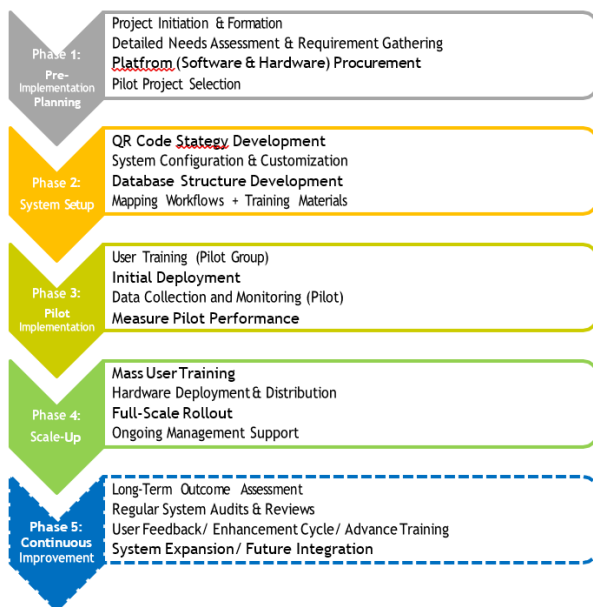 Phase 1:
Pre-
Implementation
Planning
Project Initiation & Formation
Detailed Needs Assessment & Requirement Gathering
Platfrom (Software & Hardware) Procurement
Pilot Project Selection
Phase 2:
System Setup
QR Code Stategy Development
System Configuration & Customization
Database Structure Development
Mapping Workflows + Training Materials
Phase 3:
Pilot
Implementation
User Training (Pilot Group)
Initial Deployment
Data Collection and Monitoring (Pilot)
Measure Pilot Performance
Phase 4:
Scale-Up
Mass User Training
Hardware Deployment & Distribution
Full-Scale Rollout
Ongoing Management Support
Phase 5:
Continuous
Improvement
Long-Term Outcome Assessment
Regular System Audits & Reviews
User Feedback/ Enhancement Cycle/ Advance Training
System Expansion/ Future Integration